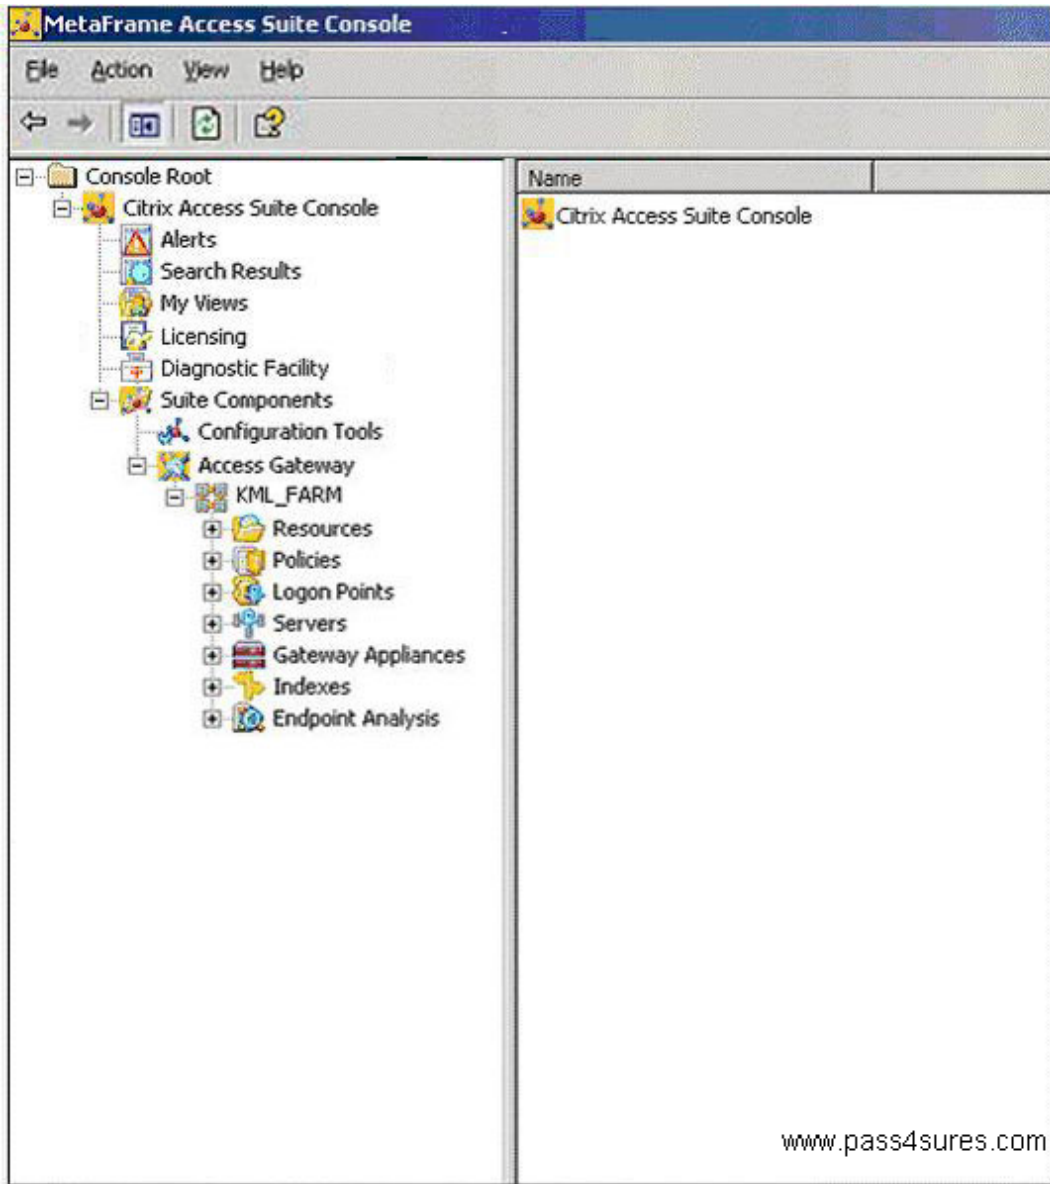 MetaFrame Access Suite Console
File Action View Help
Console Root
Citrix Access Suite Console
Alerts
Search Results
My Views
Licensing
Diagnostic Facility
Suite Components
Configuration Tools
Access Gateway
KML_FARM
Resources
Policies
Logon Points
Servers
Gateway Appliances
Indexes
Endpoint Analysis
Name
Citrix Access Suite Console
www.pass4sures.com